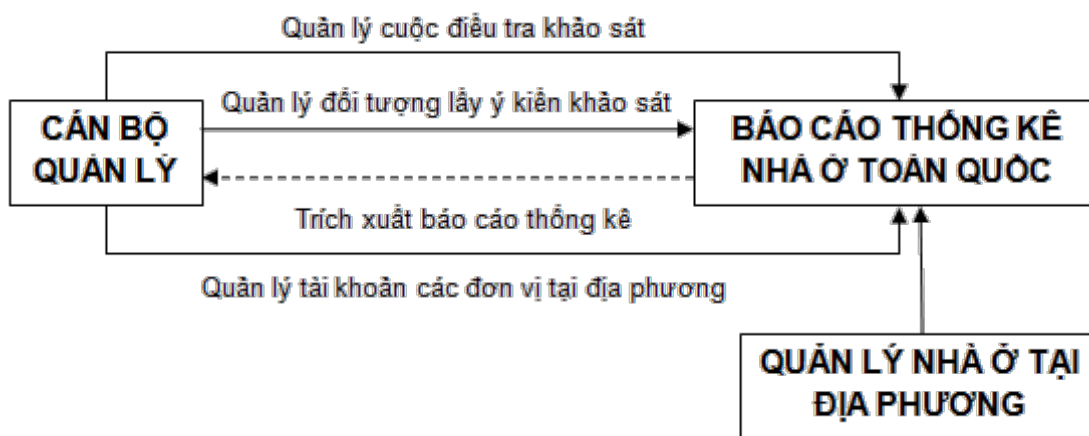 Quản lý cuộc điều tra khảo sát
Quản lý đối tượng lấy ý kiến khảo sát
CÁN BỘ
QUẢN LÝ
BÁO CÁO THỐNG KÊ
NHÀ Ở TOÀN QUỐC
Trích xuất báo cáo thống kê
Quản lý tài khoản các đơn vị tại địa phương
QUẢN LÝ NHÀ Ở TẠI
ĐỊA PHƯƠNG